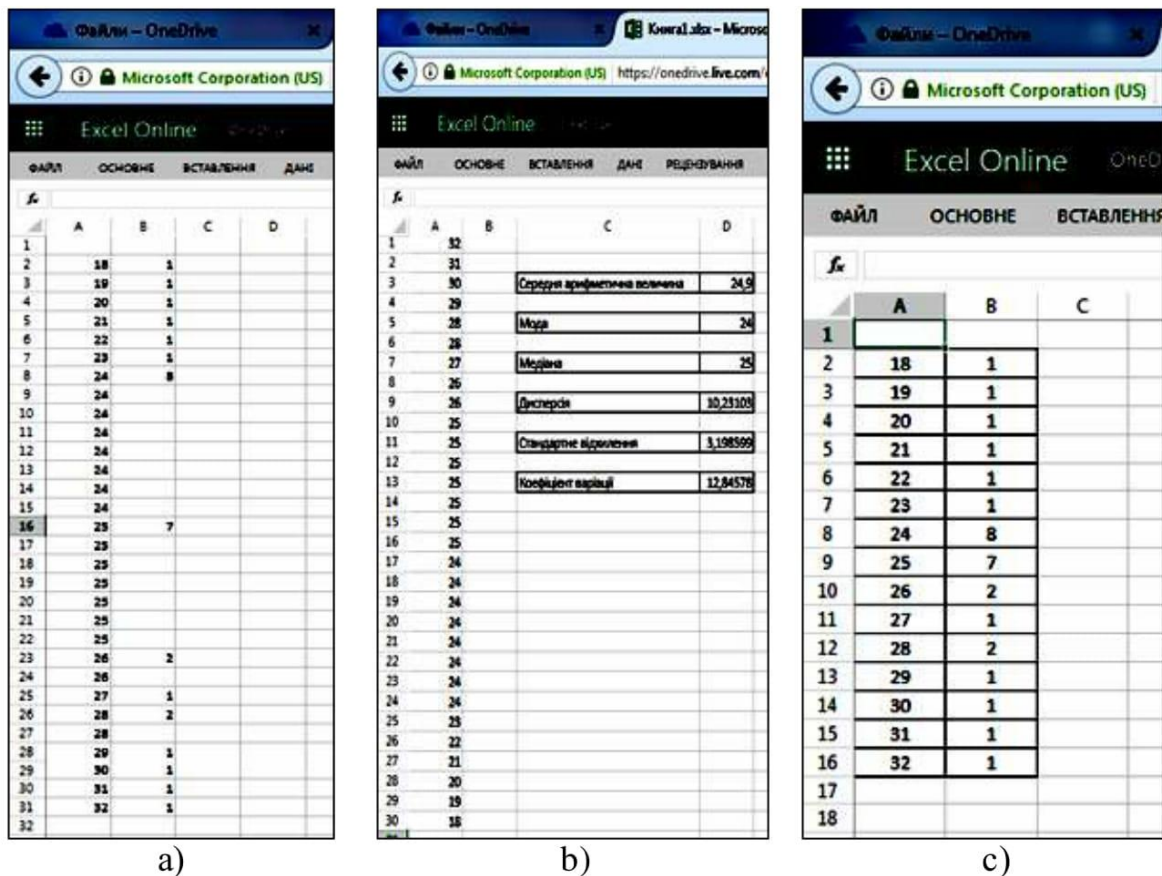 Файли – OneDrive
Microsoft Corporation (US)
Excel Online
ФАЙЛ ОСНОВНЕ ВСТАВЛЕННЯ ДАНІ
fx
A B C D
1
2 18 1
3 19 1
4 20 1
5 21 1
6 22 1
7 23 1
8 24 8
9 24
10 24
11 24
12 24
13 24
14 24
15 24
16 25 7
17 25
18 25
19 25
20 25
21 25
22 25
23 26 2
24 26
25 27 1
26 28 2
27 28
28 29 1
29 30 1
30 31 1
31 32 1
32
a)
Файли – OneDrive Книга1.xlsx – Microso
Microsoft Corporation (US) https://onedrive.live.com/
Excel Online
ФАЙЛ ОСНОВНЕ ВСТАВЛЕННЯ ДАНІ РЕЦЕНЗУВАННЯ
fx
A B C D
1 32
2 31
3 30 Середня арифметична величина 24,9
4 29
5 28 Мода 24
6 28
7 27 Медіана 25
8 26
9 26 Дисперсія 10,23103
10 25
11 25 Стандартне відхилення 3,198599
12 25
13 25 Коефіцієнт варіації 12,84578
14 25
15 25
16 25
17 24
18 24
19 24
20 24
21 24
22 24
23 24
24 24
25 23
26 22
27 21
28 20
29 19
30 18
b)
Файли – OneDrive
Microsoft Corporation (US)
Excel Online OneD
ФАЙЛ ОСНОВНЕ ВСТАВЛЕННЯ
fx
A B C
1
2 18 1
3 19 1
4 20 1
5 21 1
6 22 1
7 23 1
8 24 8
9 25 7
10 26 2
11 27 1
12 28 2
13 29 1
14 30 1
15 31 1
16 32 1
17
18
c)